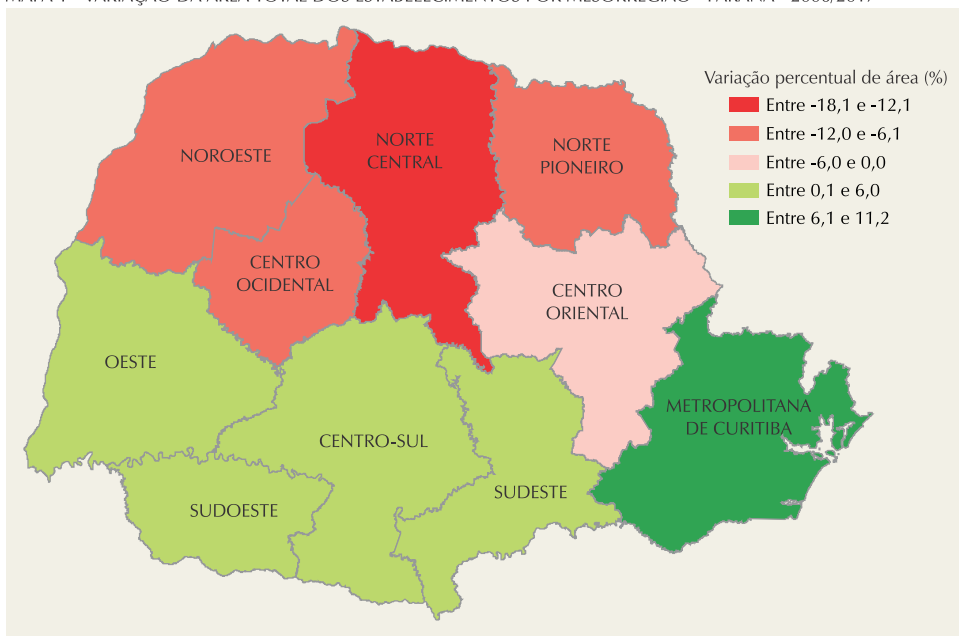 Variação percentual de área (%)
Entre -18,1 e -12,1
Entre -12,0 e -6,1
Entre -6,0 e 0,0
Entre 0,1 e 6,0
Entre 6,1 e 11,2
NOROESTE
NORTE
CENTRAL
NORTE
PIONEIRO
CENTRO
OCIDENTAL
CENTRO
ORIENTAL
OESTE
METROPOLITANA
DE CURITIBA
CENTRO-SUL
SUDESTE
SUDOESTE